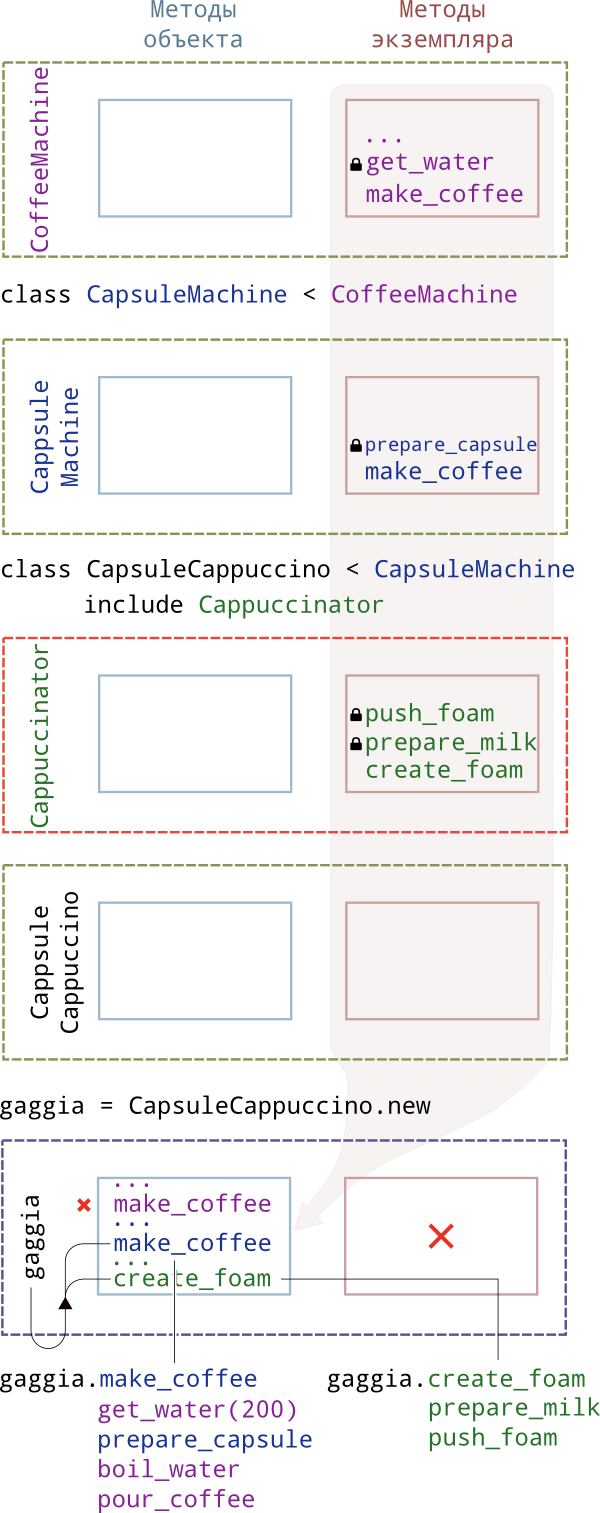 Методы
объекта
Методы
экземпляра
CoffeeMachine
...
get_water
make_coffee
class CapsuleMachine < CoffeeMachine
Cappsule
Machine
prepare_capsule
make_coffee
class CapsuleCappuccino < CapsuleMachine
include Cappuccinator
Cappuccinator
push_foam
prepare_milk
create_foam
Cappsule
Cappuccino
gaggia = CapsuleCappuccino.new
gaggia
...
make_coffee
...
make_coffee
...
create_foam
gaggia.make_coffee
get_water(200)
prepare_capsule
boil_water
pour_coffee
gaggia.create_foam
prepare_milk
push_foam